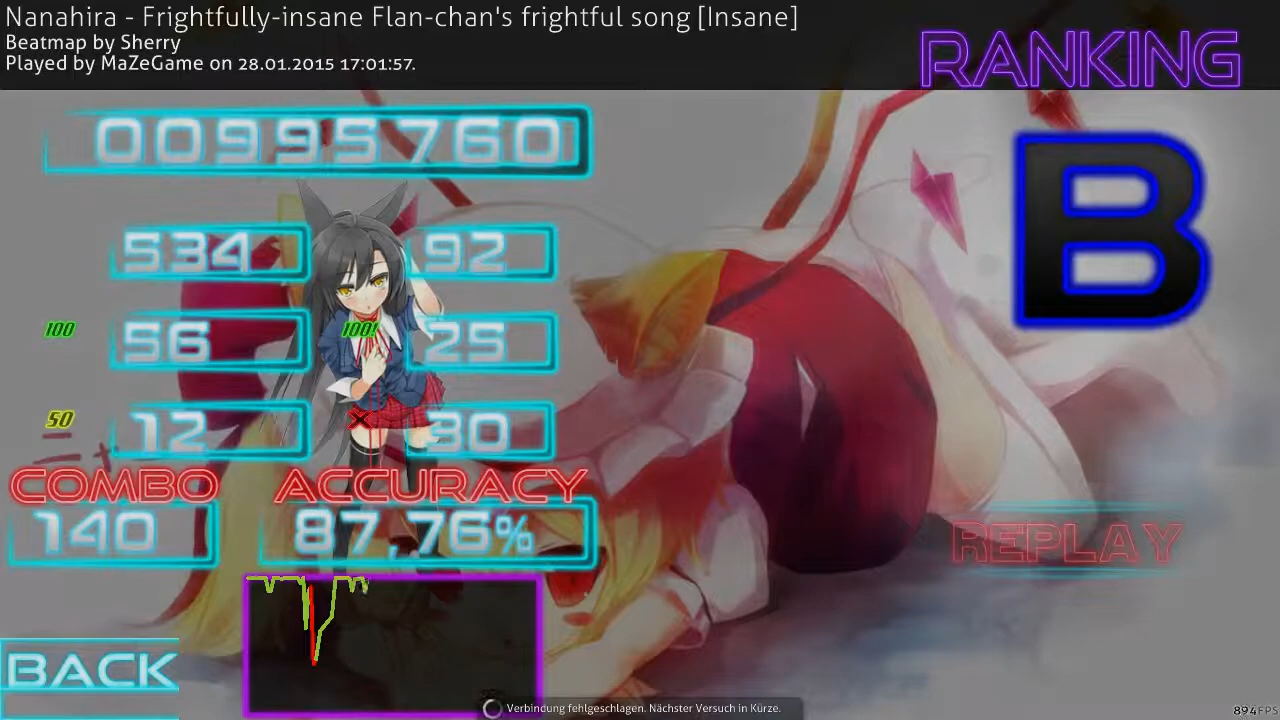 Nanahira - Frightfully-insane Flan-chan's frightful song [Insane]
Beatmap by Sherry
Played by MaZeGame on 28.01.2015 17:01:57.
RANKING
00995760
B
534 92
100 56 100! 25
50 12 X 30
COMBO ACCURACY
140 87,76%
REPLAY
BACK
Verbindung fehlgeschlagen. Nächster Versuch in Kürze.
894FPS